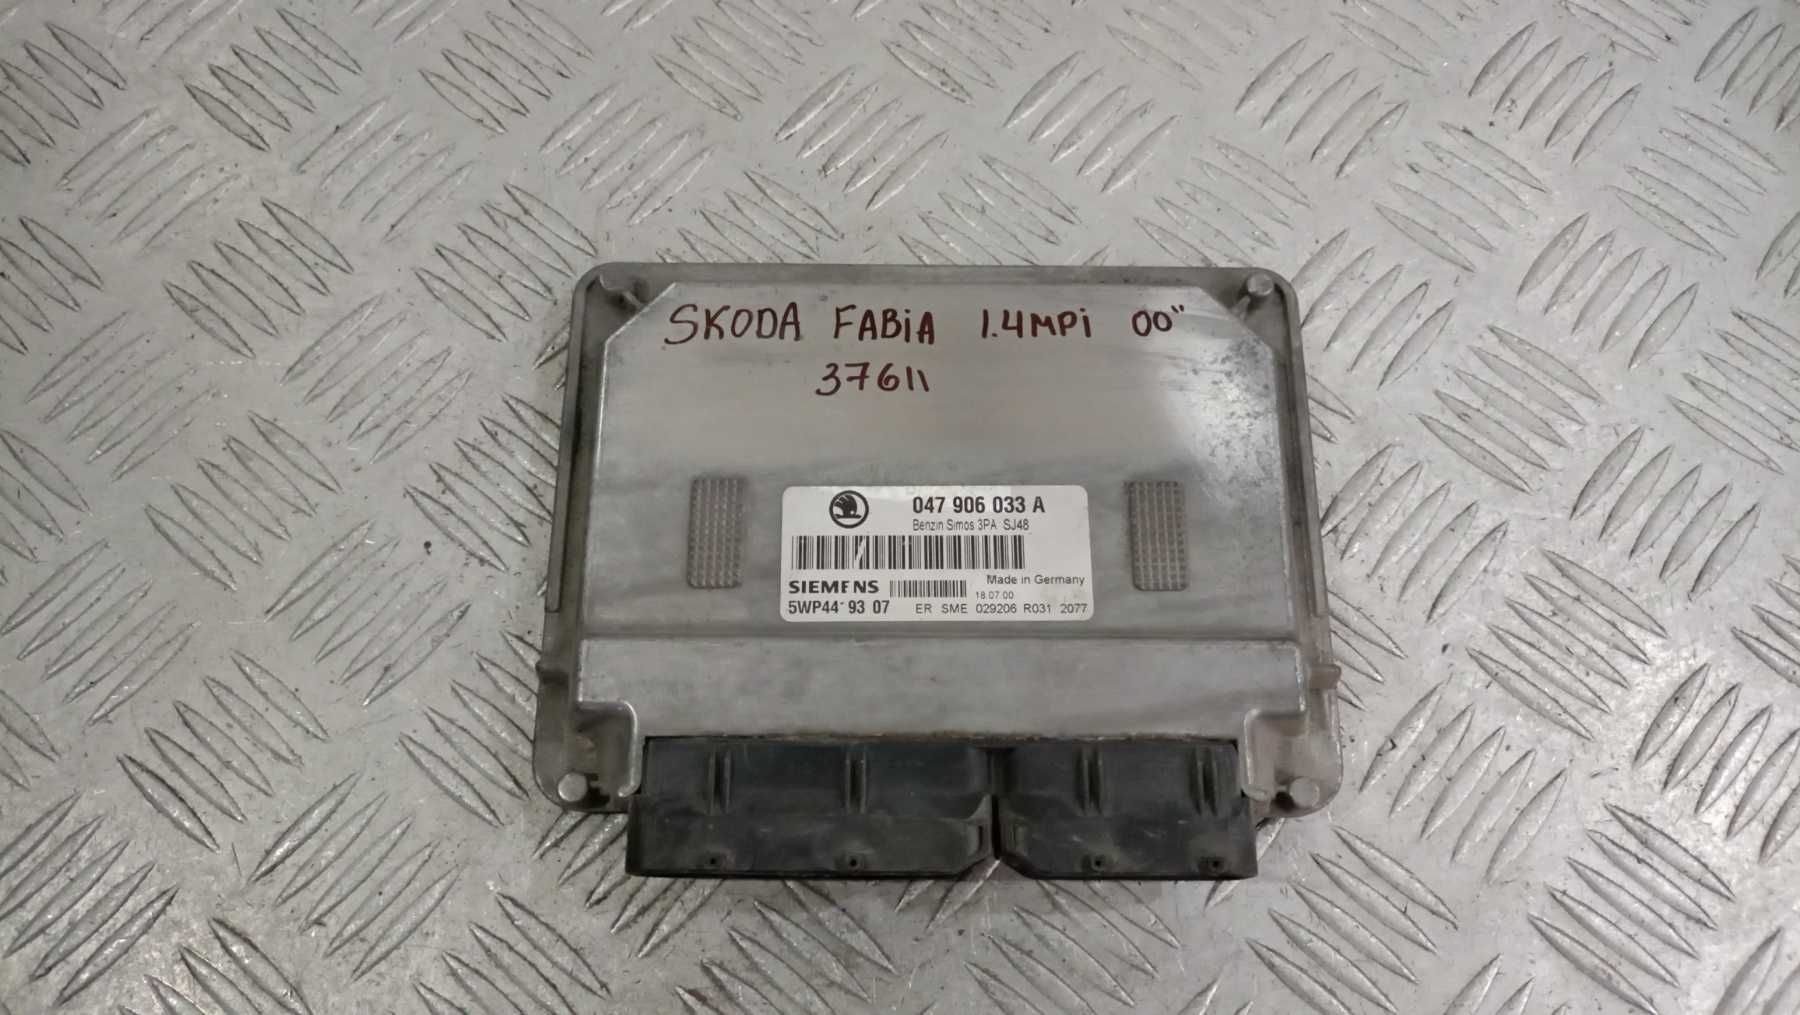 SKODA FABiA 1.4MPi 00"
37611
047 906 033 A
Benzin Simos 3PA SJ48
Made in Germany
SIEMENS
18.07.00
5WP44 93 07 ER SME 029206 R031 2077